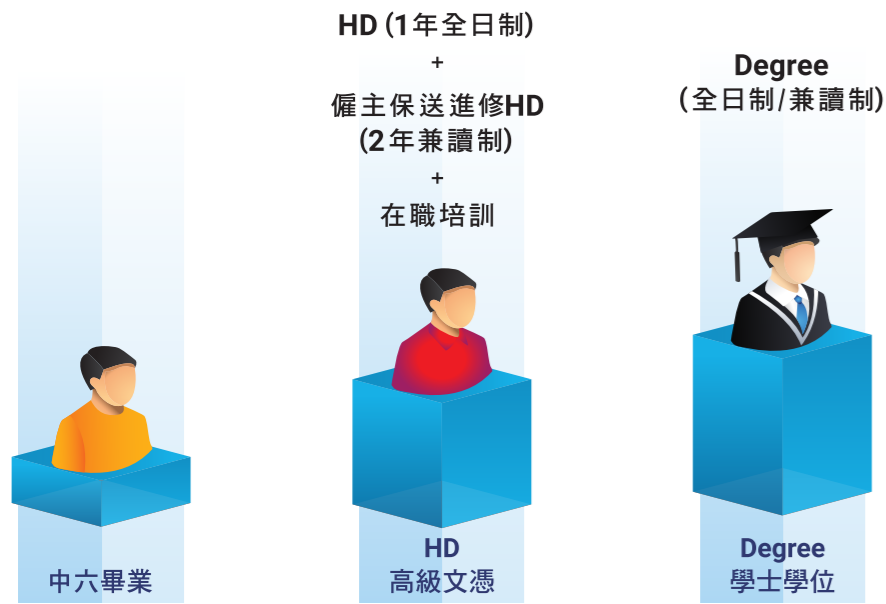 HD (1年全日制)
+
僱主保送進修HD
(2年兼讀制)
+
在職培訓
Degree
(全日制/兼讀制)
中六畢業
HD
高級文憑
Degree
學士學位